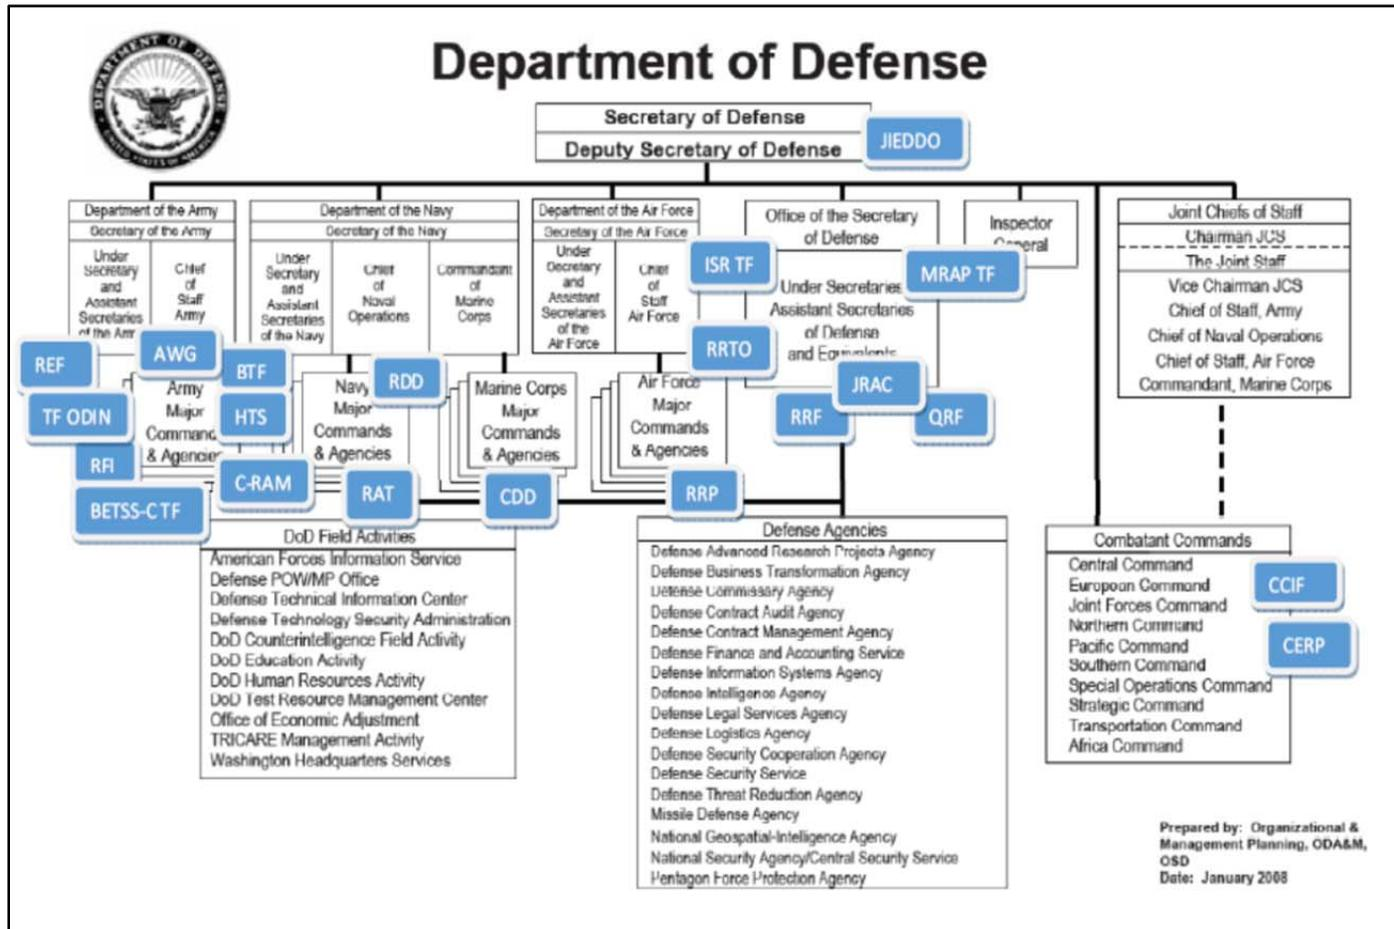 DEPARTMENT OF DEFENSE
UNITED STATES OF AMERICA
Department of Defense
Secretary of Defense
Deputy Secretary of Defense
JIEDDO
Department of the Army
Secretary of the Army
Under
Secretary
and
Assistant
Secretaries
of the
Chief
of
Staff
Army
Department of the Navy
Secretary of the Navy
Under
Secretary
and
Assistant
Secretaries
of the Navy
Chief
of
Naval
Operations
Commandant
of
Marine
Corps
Department of the Air Force
Secretary of the Air Force
Under
Secretary
and
Assistant
Secretaries
of the
Air Force
Chief
of
Staff
Air Force
Office of the Secretary
of Defense
Under Secretaries
Assistant Secretaries
of Defense
and Equivalents
Inspector
General
Joint Chiefs of Staff
Chairman JCS
The Joint Staff
Vice Chairman JCS
Chief of Staff, Army
Chief of Naval Operations
Chief of Staff, Air Force
Commandant, Marine Corps
ISR TF
MRAP TF
REF
AWG
BTF
RDD
RRTO
JRAC
TF ODIN
HTS
RRF
QRF
RFI
C-RAM
RAT
CDD
RRP
BETSS-C TF
Army
Major
Command
& Agencies
Navy
Major
Commands
& Agencies
Marine Corps
Major
Commands
& Agencies
Air Force
Major
Commands
& Agencies
DoD Field Activities
American Forces Information Service
Defense POW/MP Office
Defense Technical Information Center
Defense Technology Security Administration
DoD Counterintelligence Field Activity
DoD Education Activity
DoD Human Resources Activity
DoD Test Resource Management Center
Office of Economic Adjustment
TRICARE Management Activity
Washington Headquarters Services
Defense Agencies
Defense Advanced Research Projects Agency
Defense Business Transformation Agency
Defense Commissary Agency
Defense Contract Audit Agency
Defense Contract Management Agency
Defense Finance and Accounting Service
Defense Information Systems Agency
Defense Intelligence Agency
Defense Legal Services Agency
Defense Logistics Agency
Defense Security Cooperation Agency
Defense Security Service
Defense Threat Reduction Agency
Missile Defense Agency
National Geospatial-Intelligence Agency
National Security Agency/Central Security Service
Pentagon Force Protection Agency
Combatant Commands
Central Command
European Command
Joint Forces Command
Northern Command
Pacific Command
Southern Command
Special Operations Command
Strategic Command
Transportation Command
Africa Command
CCIF
CERP
Prepared by: Organizational &
Management Planning, ODA&M,
OSD
Date: January 2008